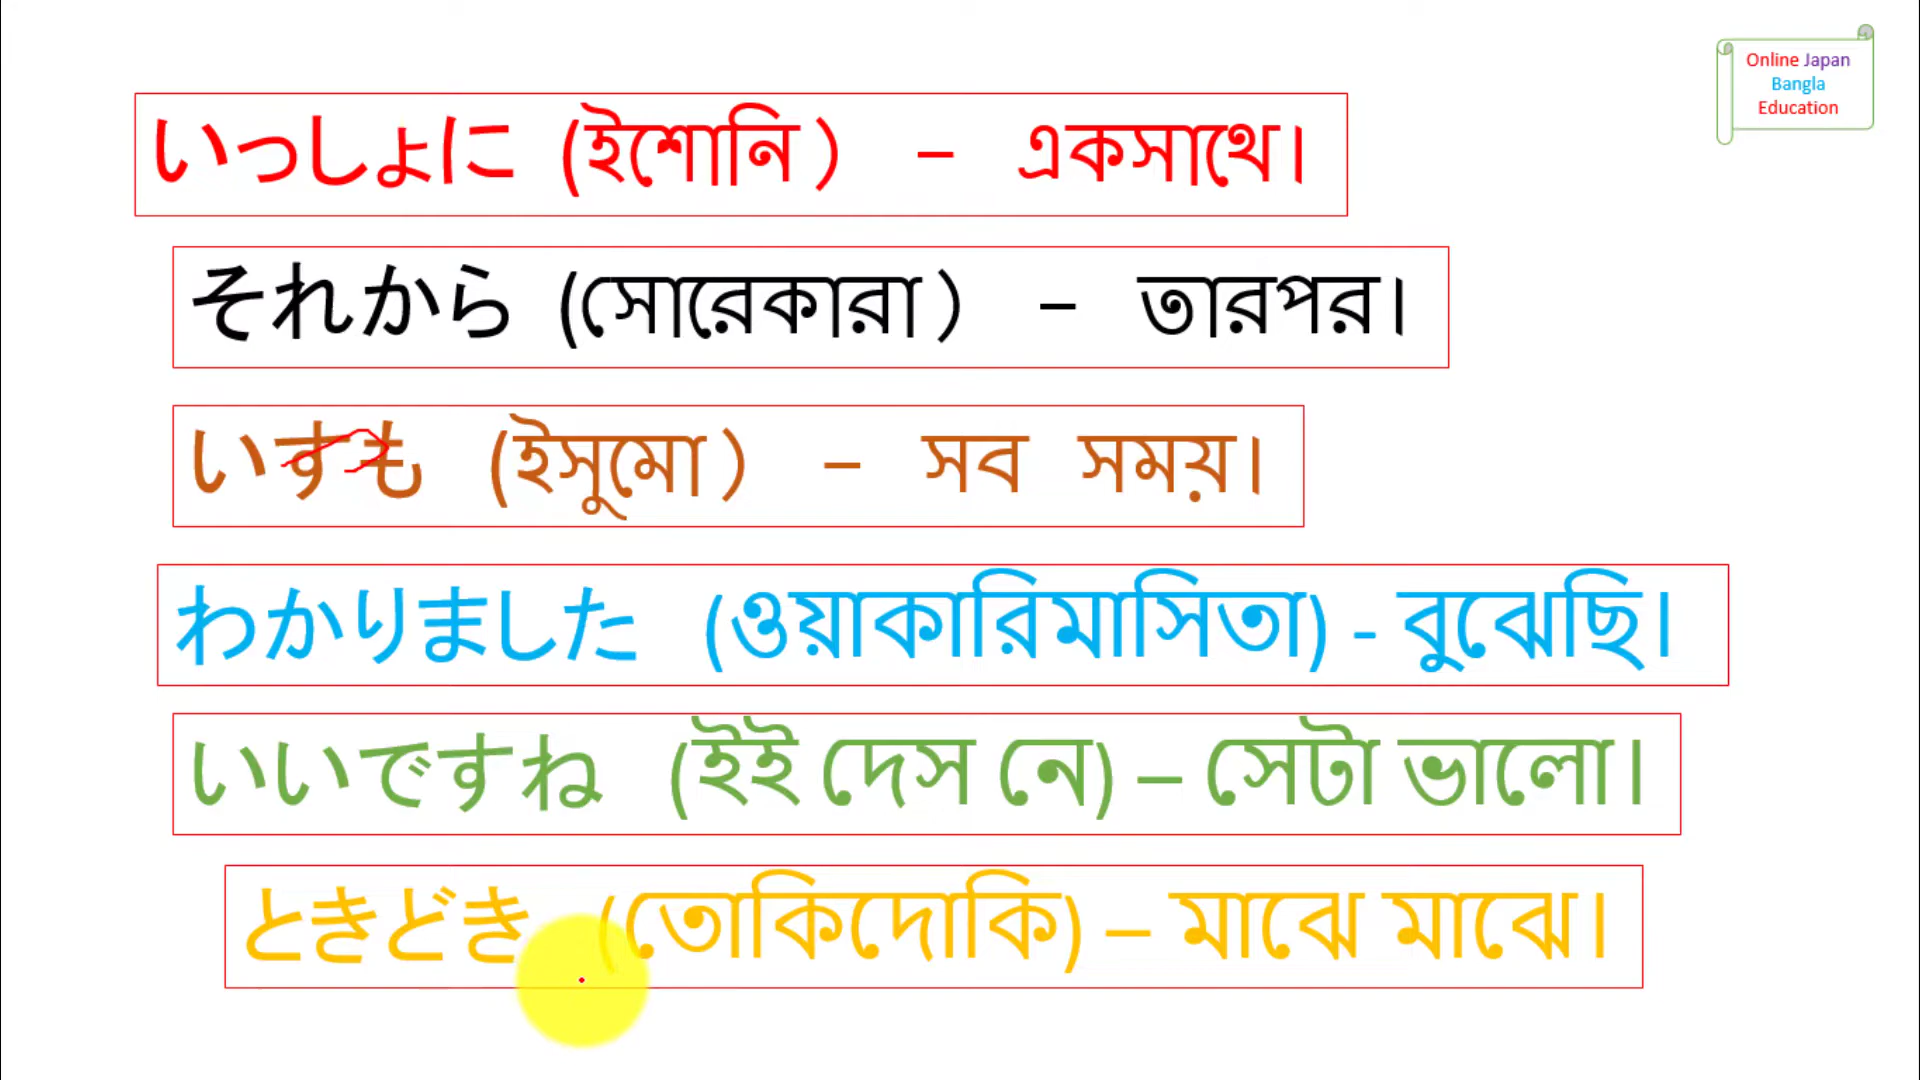 Online Japan
Bangla
Education
いっしょに (ইশোনি ) – একসাথে।
それから (সোরেকারা ) – তারপর।
いすも (ইসুমো ) – সব সময়।
わかりました (ওয়াকারিমাসিতা) - বুঝেছি।
いいですね (ইই দেস নে) – সেটা ভালো।
ときどき (তোকিদোকি) – মাঝে মাঝে।